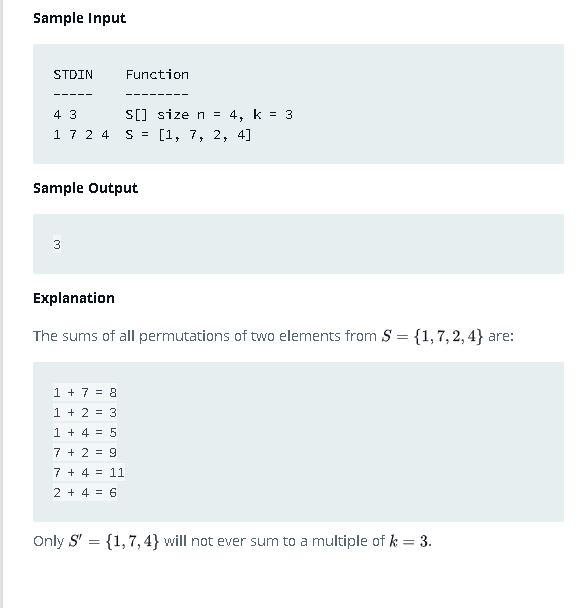 Sample Input
STDIN Function
----- --------
4 3 S[] size n = 4, k = 3
1 7 2 4 S = [1, 7, 2, 4]
Sample Output
3
Explanation
The sums of all permutations of two elements from S = {1, 7, 2, 4} are:
1 + 7 = 8
1 + 2 = 3
1 + 4 = 5
7 + 2 = 9
7 + 4 = 11
2 + 4 = 6
Only S′ = {1, 7, 4} will not ever sum to a multiple of k = 3.